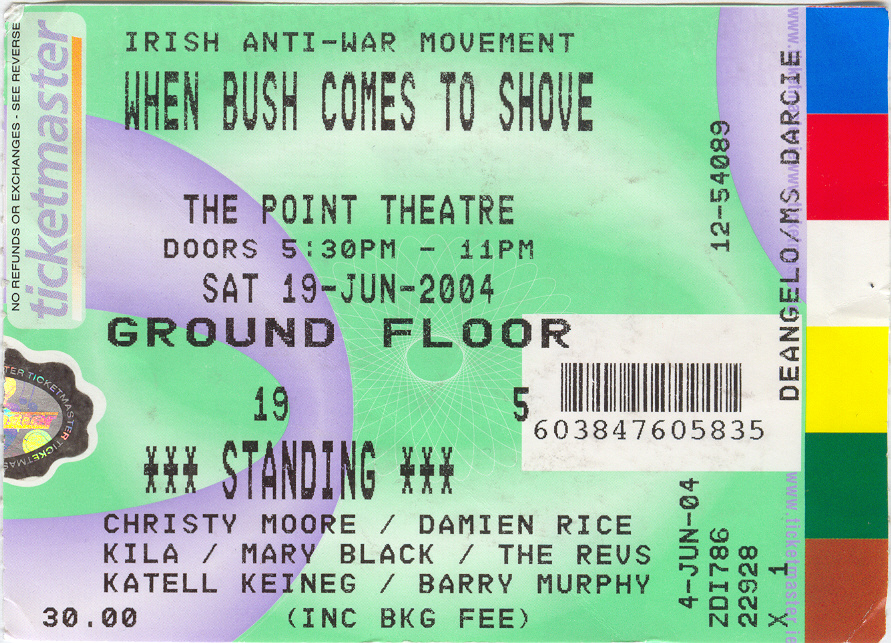 IRISH ANTI-WAR MOVEMENT
WHEN BUSH COMES TO SHOVE
THE POINT THEATRE
DOORS 5:30PM - 11PM
SAT 19-JUN-2004
GROUND FLOOR
19 5
603847605835
*** STANDING ***
CHRISTY MOORE / DAMIEN RICE
KILA / MARY BLACK / THE REVS
KATELL KEINEG / BARRY MURPHY
30.00 (INC BKG FEE)
NO REFUNDS OR EXCHANGES - SEE REVERSE
ticketmaster
TICKETMASTER
12-54089
DEANGELO/MS DARCIE
4-JUN-04
ZDI786
22928
X 1
www.ticketmaster.ie